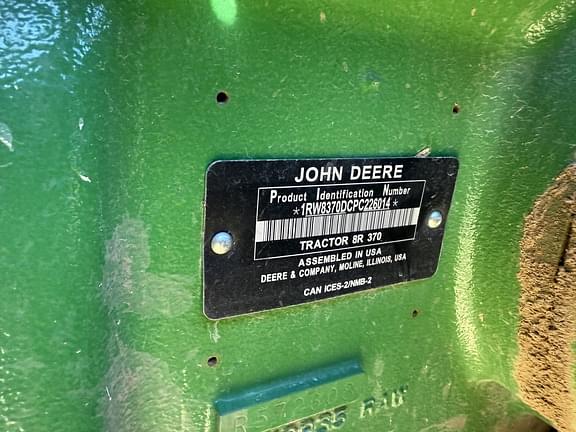 JOHN DEERE
Product Identification Number
*1RW8370DCPC226014*
TRACTOR 8R 370
ASSEMBLED IN USA
DEERE & COMPANY, MOLINE, ILLINOIS, USA
CAN ICES-2/NMB-2